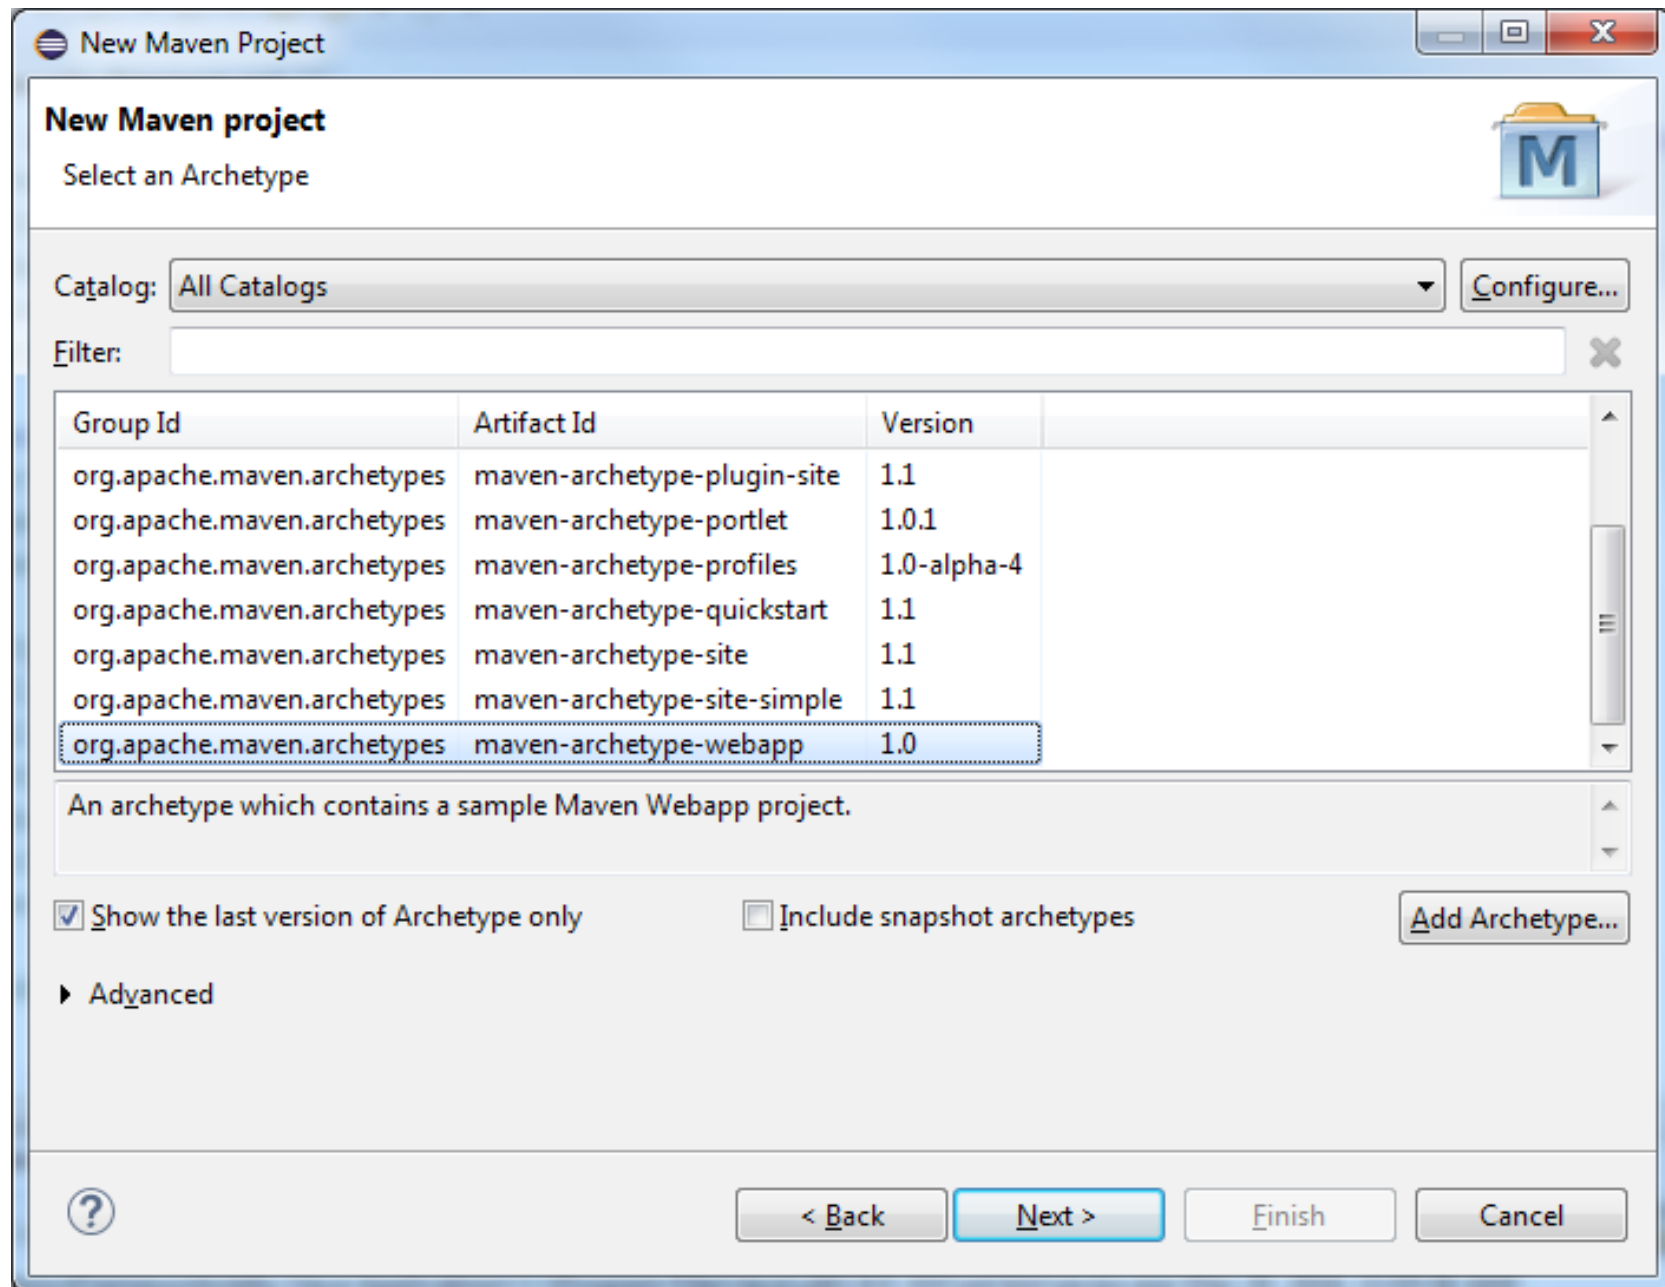 New Maven Project
New Maven project
Select an Archetype
M
Catalog: All Catalogs Configure...
Filter:
Group Id Artifact Id Version
org.apache.maven.archetypes maven-archetype-plugin-site 1.1
org.apache.maven.archetypes maven-archetype-portlet 1.0.1
org.apache.maven.archetypes maven-archetype-profiles 1.0-alpha-4
org.apache.maven.archetypes maven-archetype-quickstart 1.1
org.apache.maven.archetypes maven-archetype-site 1.1
org.apache.maven.archetypes maven-archetype-site-simple 1.1
org.apache.maven.archetypes maven-archetype-webapp 1.0
An archetype which contains a sample Maven Webapp project.
Show the last version of Archetype only Include snapshot archetypes Add Archetype...
Advanced
? < Back Next > Finish Cancel